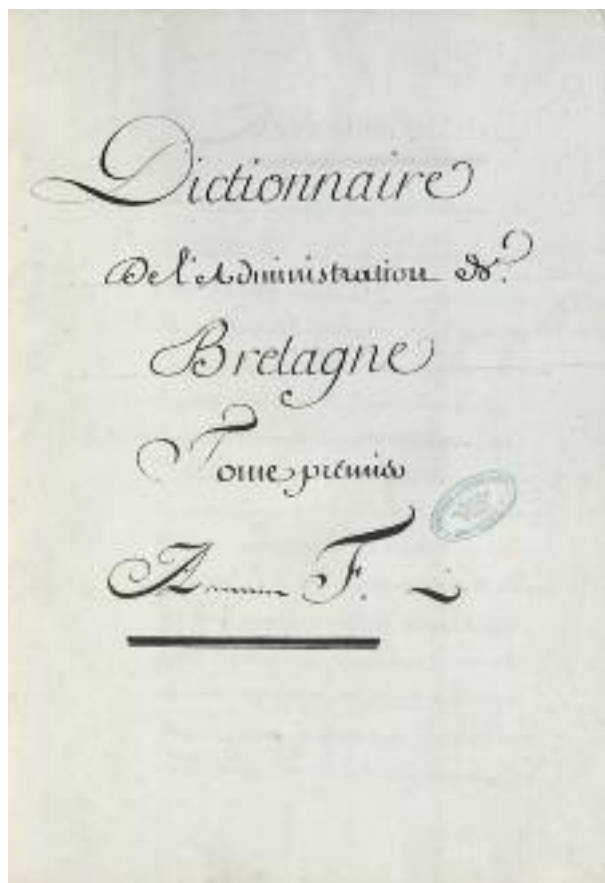 Dictionnaire
De l'Administration de
Bretagne
Tome premier
A F.